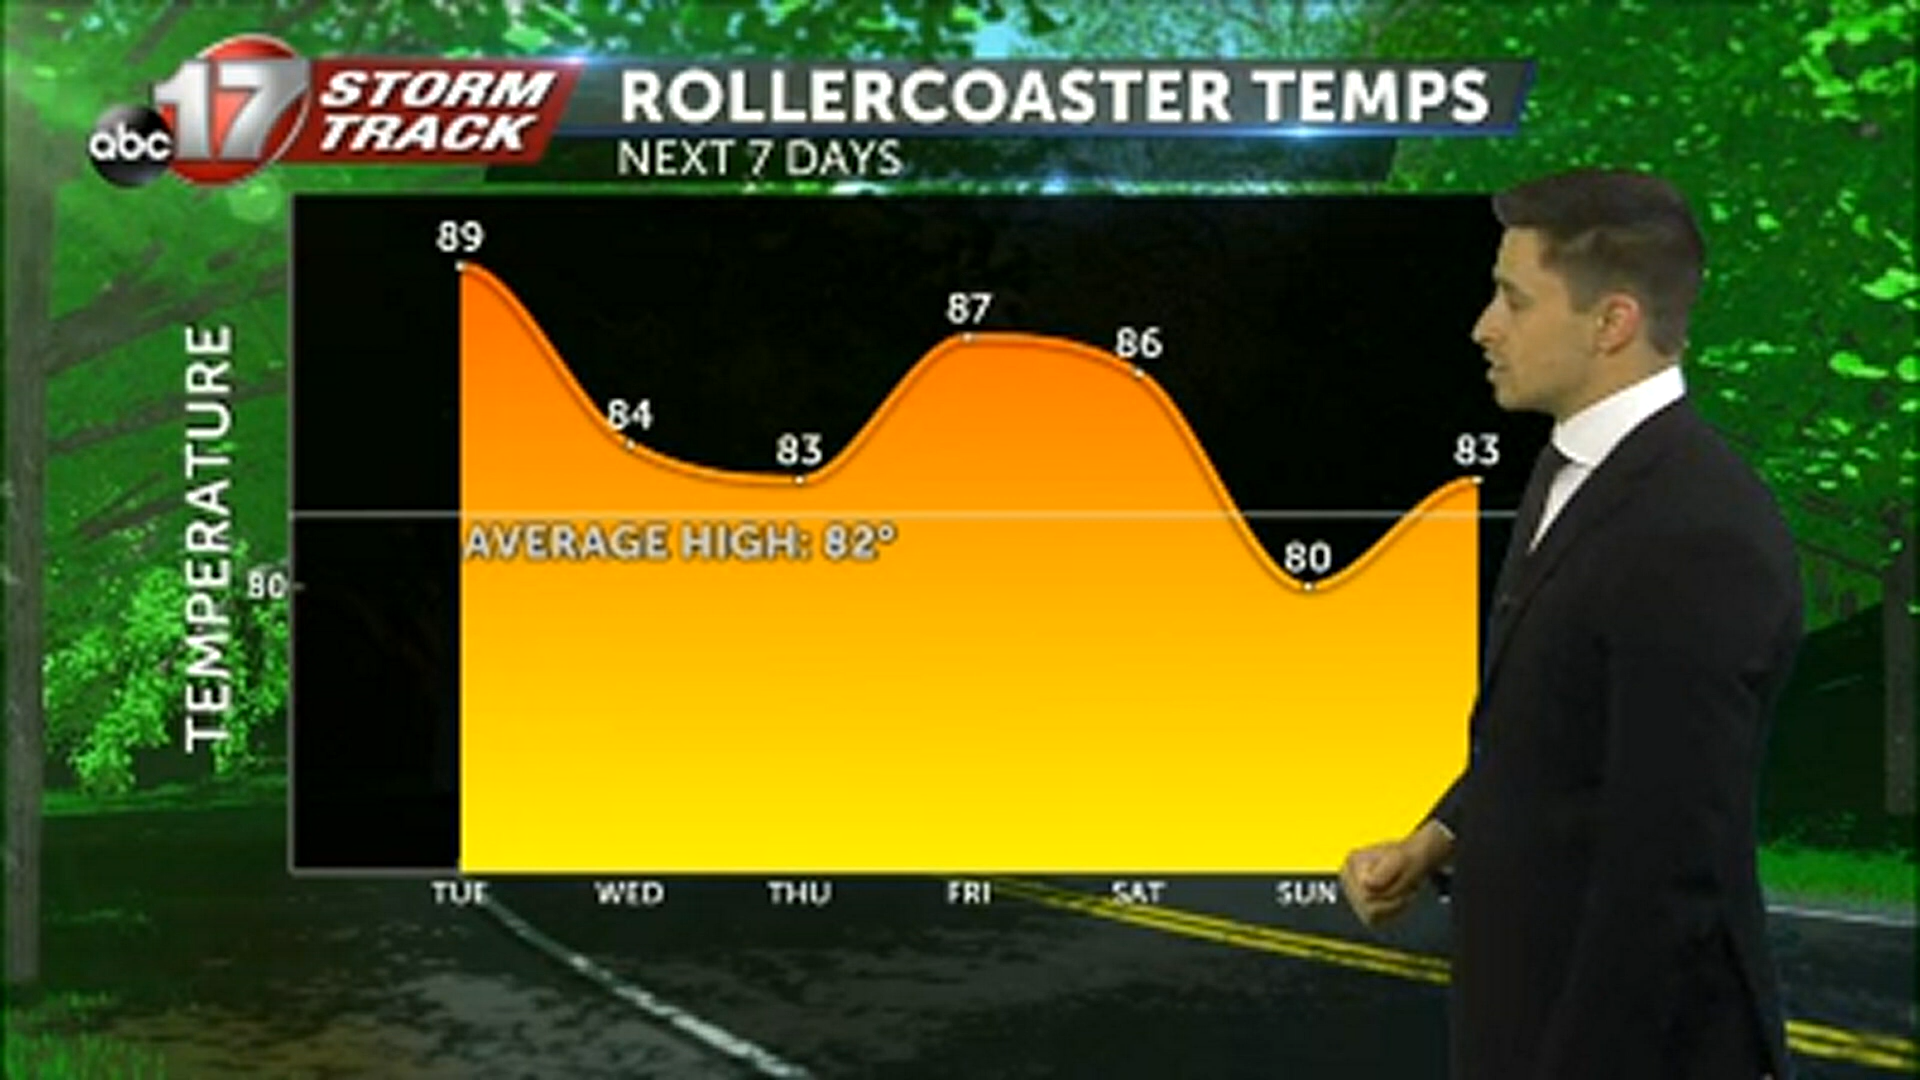 abc 17 STORM TRACK
ROLLERCOASTER TEMPS
NEXT 7 DAYS
TEMPERATURE
89
84
83
87
86
80
83
AVERAGE HIGH: 82°
80
TUE WED THU FRI SAT SUN